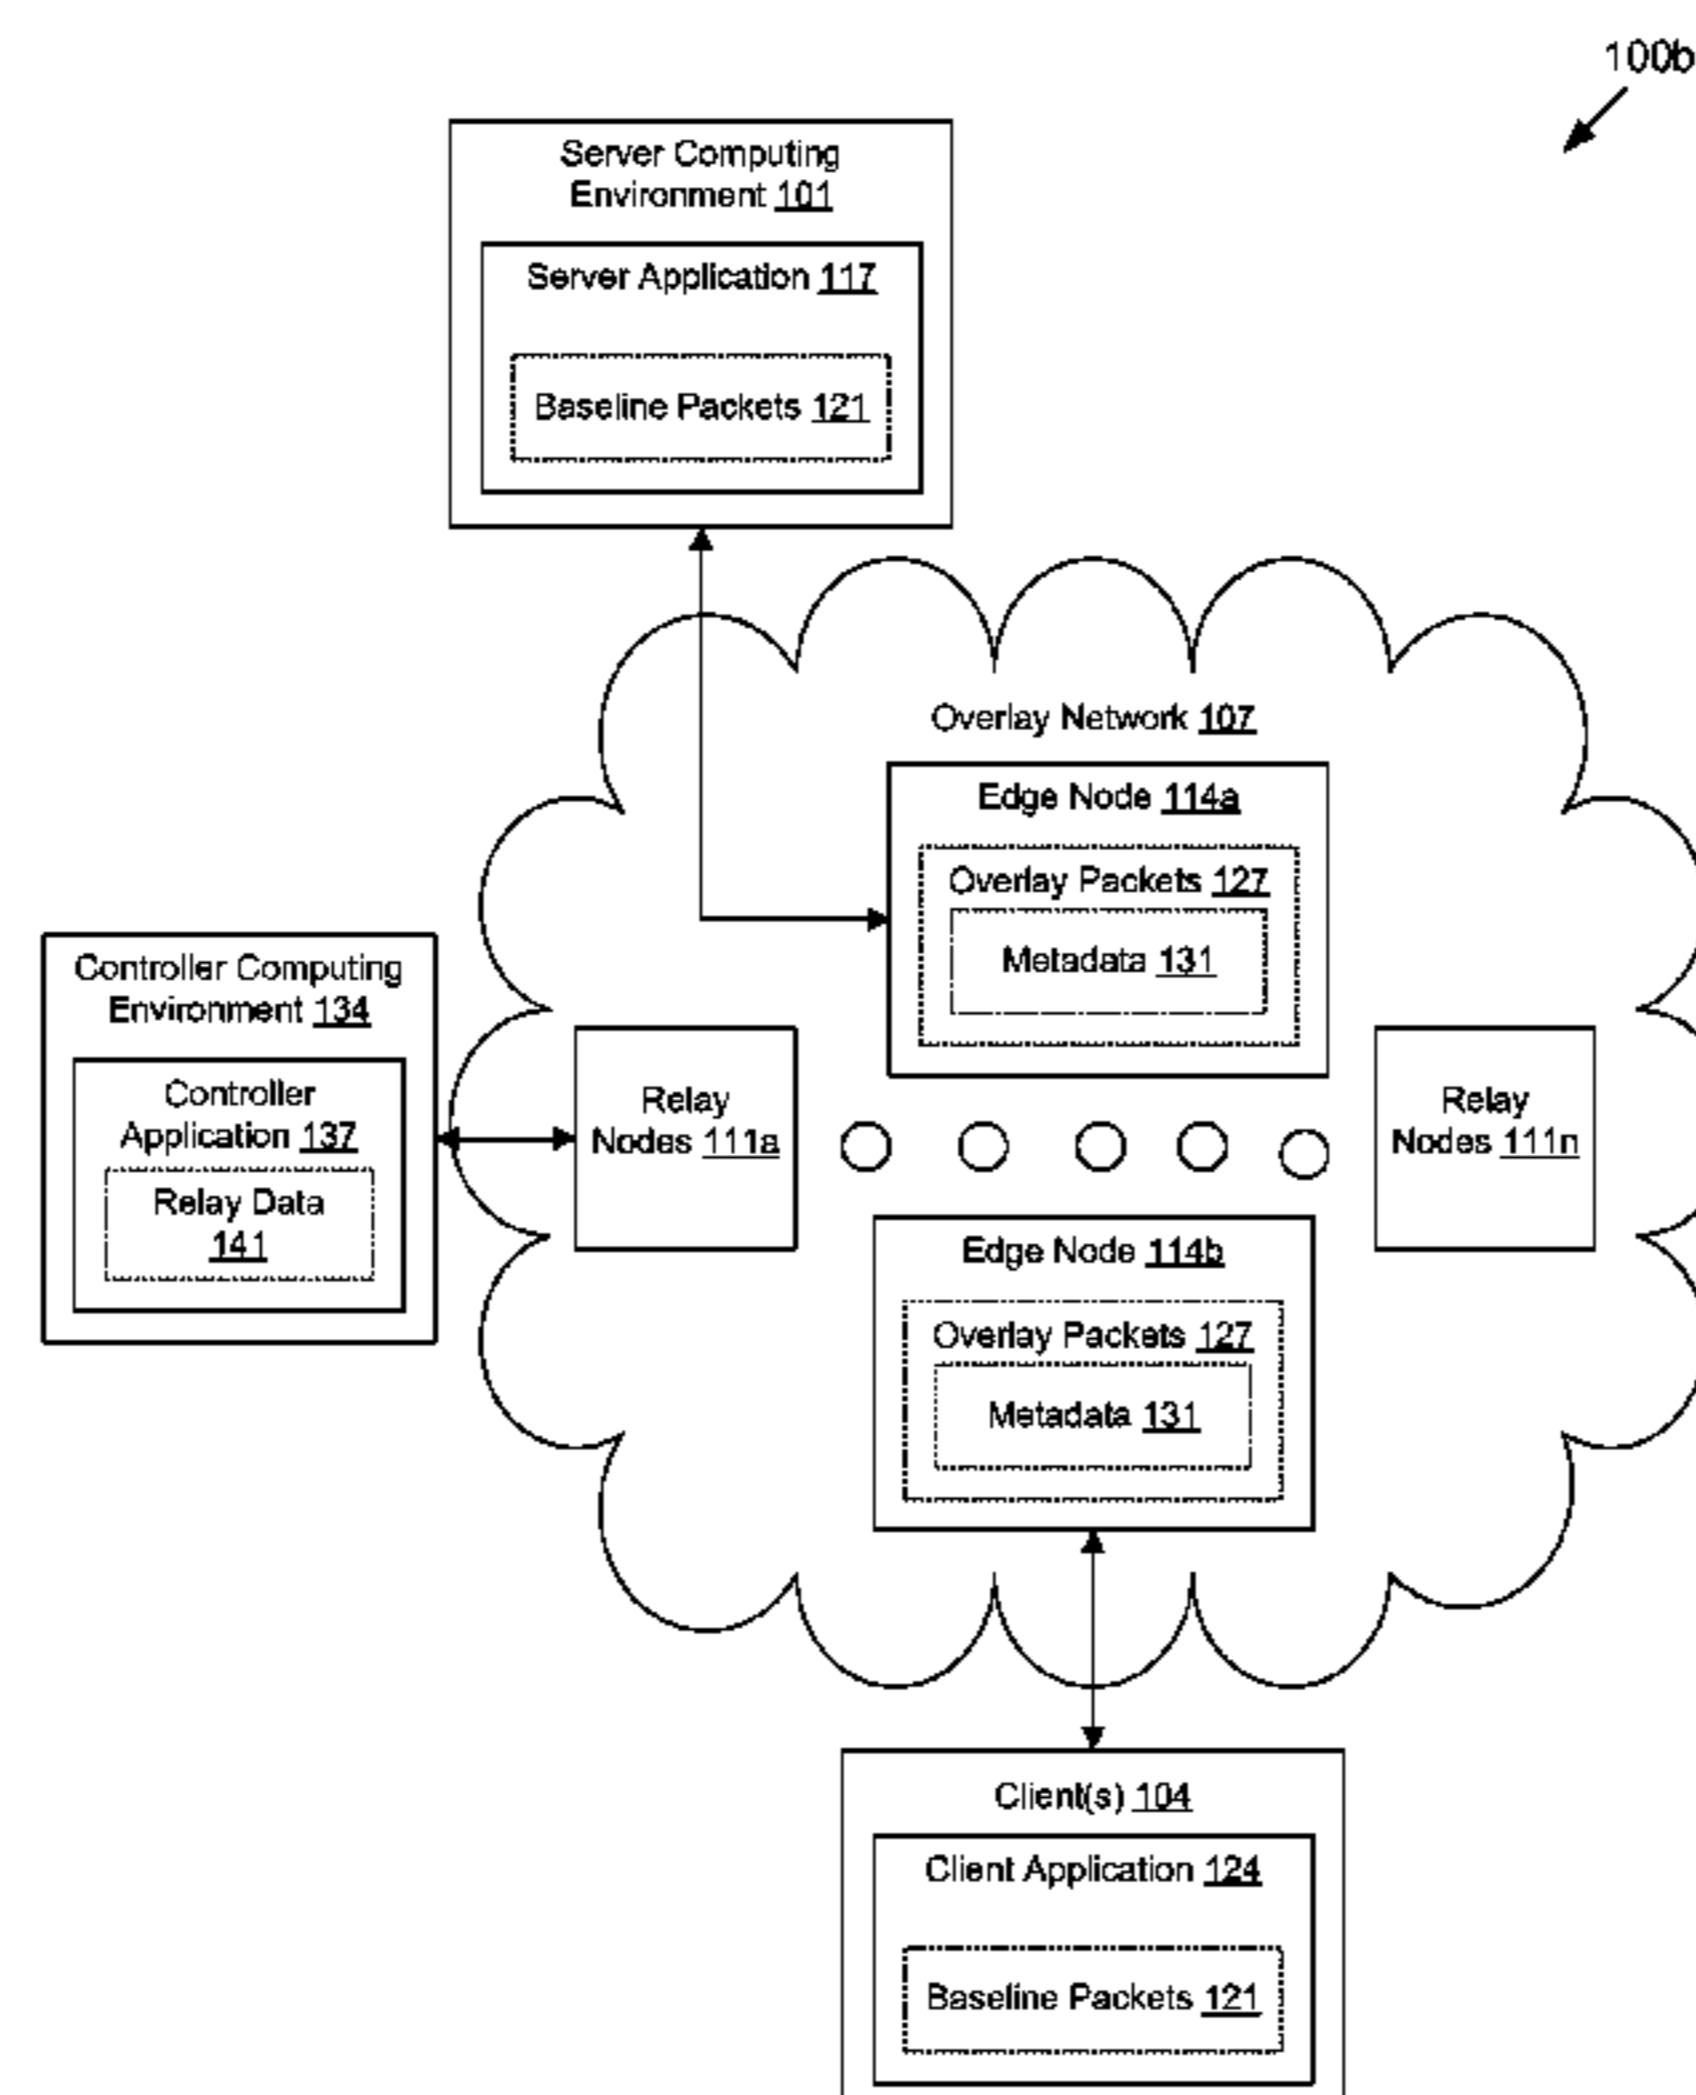 100b
Server Computing
Environment 101
Server Application 117
Baseline Packets 121
Overlay Network 107
Edge Node 114a
Overlay Packets 127
Metadata 131
Controller Computing
Environment 134
Controller
Application 137
Relay Data
141
Relay
Nodes 111a
Relay
Nodes 111n
Edge Node 114b
Overlay Packets 127
Metadata 131
Client(s) 104
Client Application 124
Baseline Packets 121